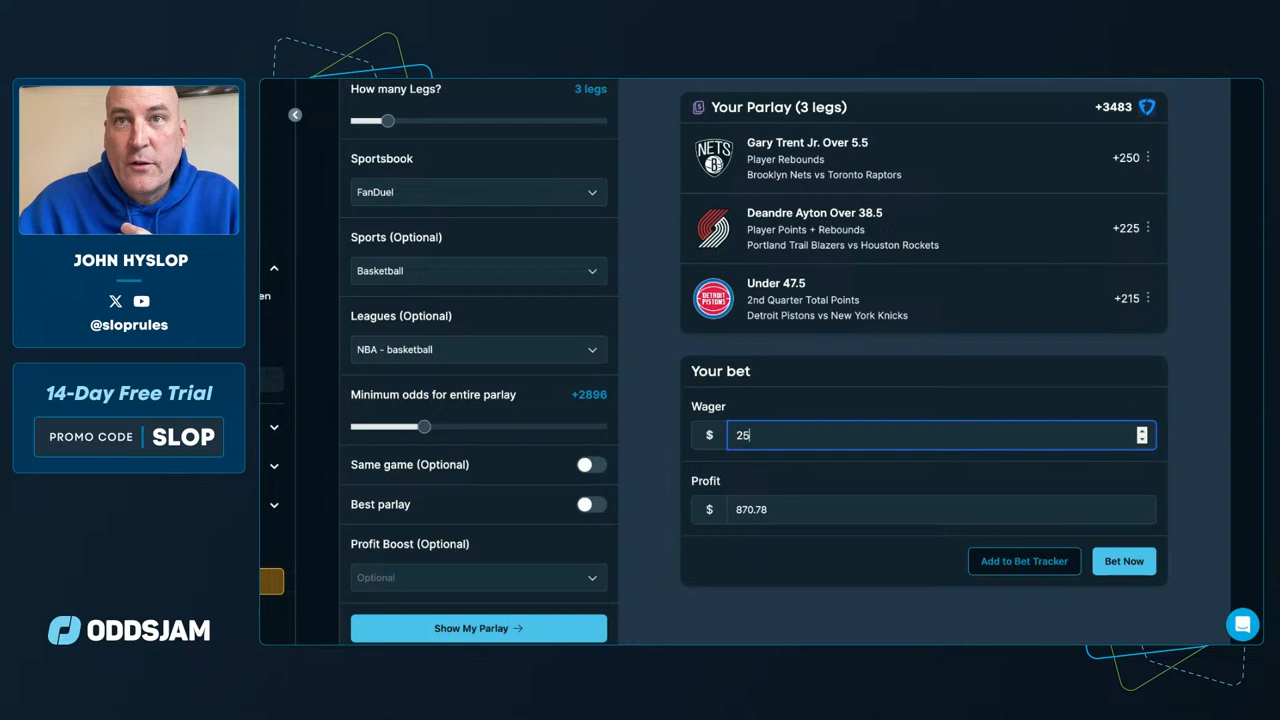 JOHN HYSLOP
@sloprules
14-Day Free Trial
PROMO CODE | SLOP
ODDSJAM
en
How many Legs?
3 legs
Sportsbook
FanDuel
Sports (Optional)
Basketball
Leagues (Optional)
NBA - basketball
Minimum odds for entire parlay
+2896
Same game (Optional)
Best parlay
Profit Boost (Optional)
Optional
Show My Parlay →
Your Parlay (3 legs)
+3483
NETS
B
Gary Trent Jr. Over 5.5
Player Rebounds
Brooklyn Nets vs Toronto Raptors
+250
Deandre Ayton Over 38.5
Player Points + Rebounds
Portland Trail Blazers vs Houston Rockets
+225
DETROIT
PISTONS
Under 47.5
2nd Quarter Total Points
Detroit Pistons vs New York Knicks
+215
Your bet
Wager
$ 25
Profit
$ 870.78
Add to Bet Tracker
Bet Now